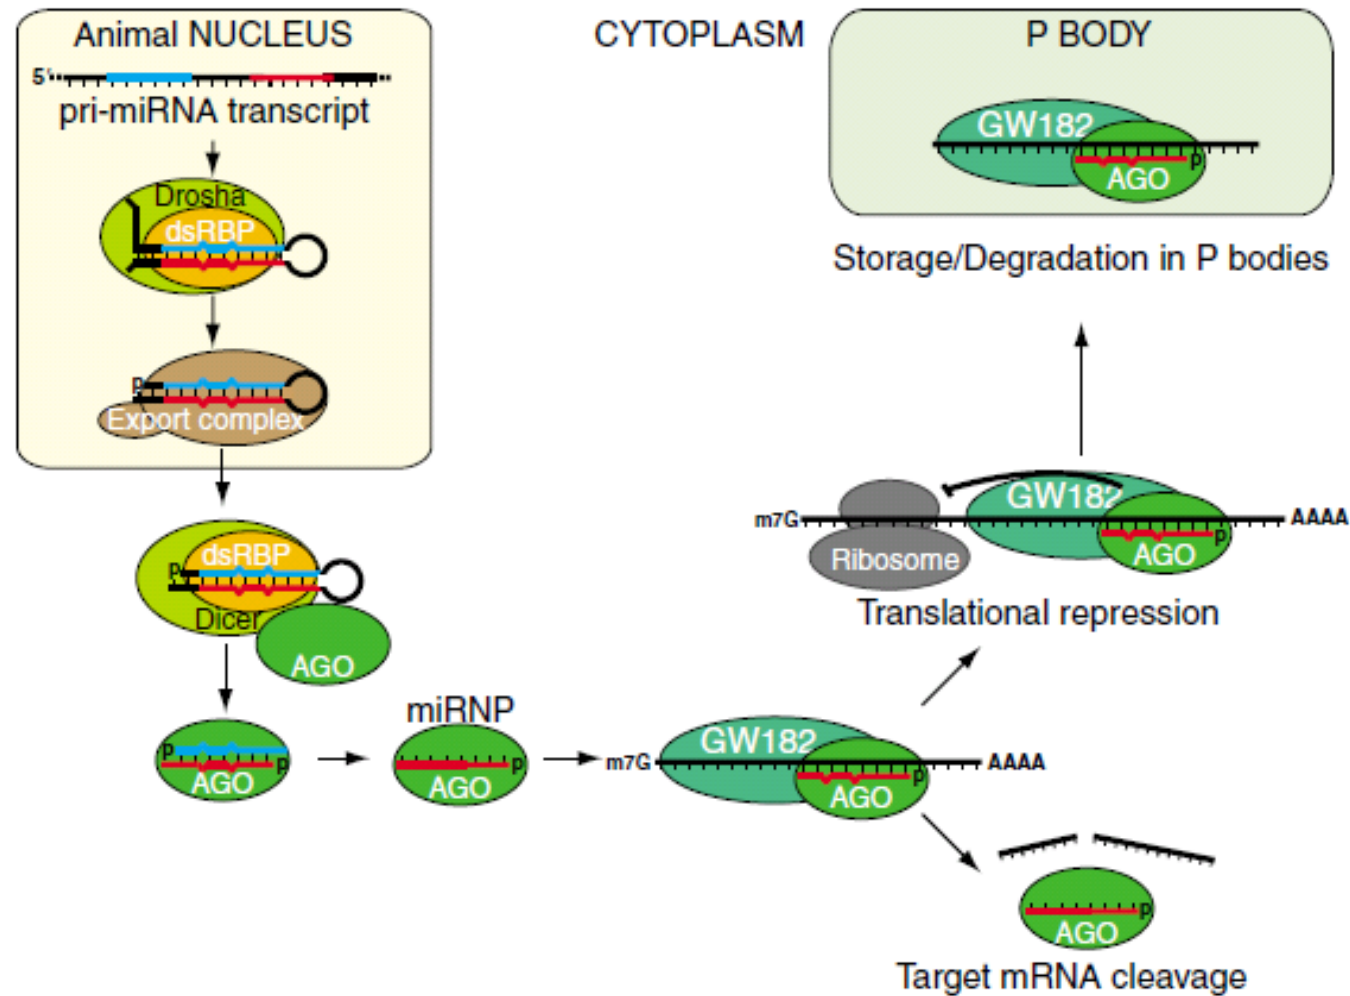 Animal NUCLEUS
5'
pri-miRNA transcript
Drosha
dsRBP
p
Export complex
dsRBP
p
Dicer
AGO
p
p
AGO
miRNP
p
AGO
m7G
GW182
AAAA
p
AGO
CYTOPLASM
P BODY
GW182
p
AGO
Storage/Degradation in P bodies
GW182
m7G
AAAA
p
Ribosome
AGO
Translational repression
p
AGO
Target mRNA cleavage